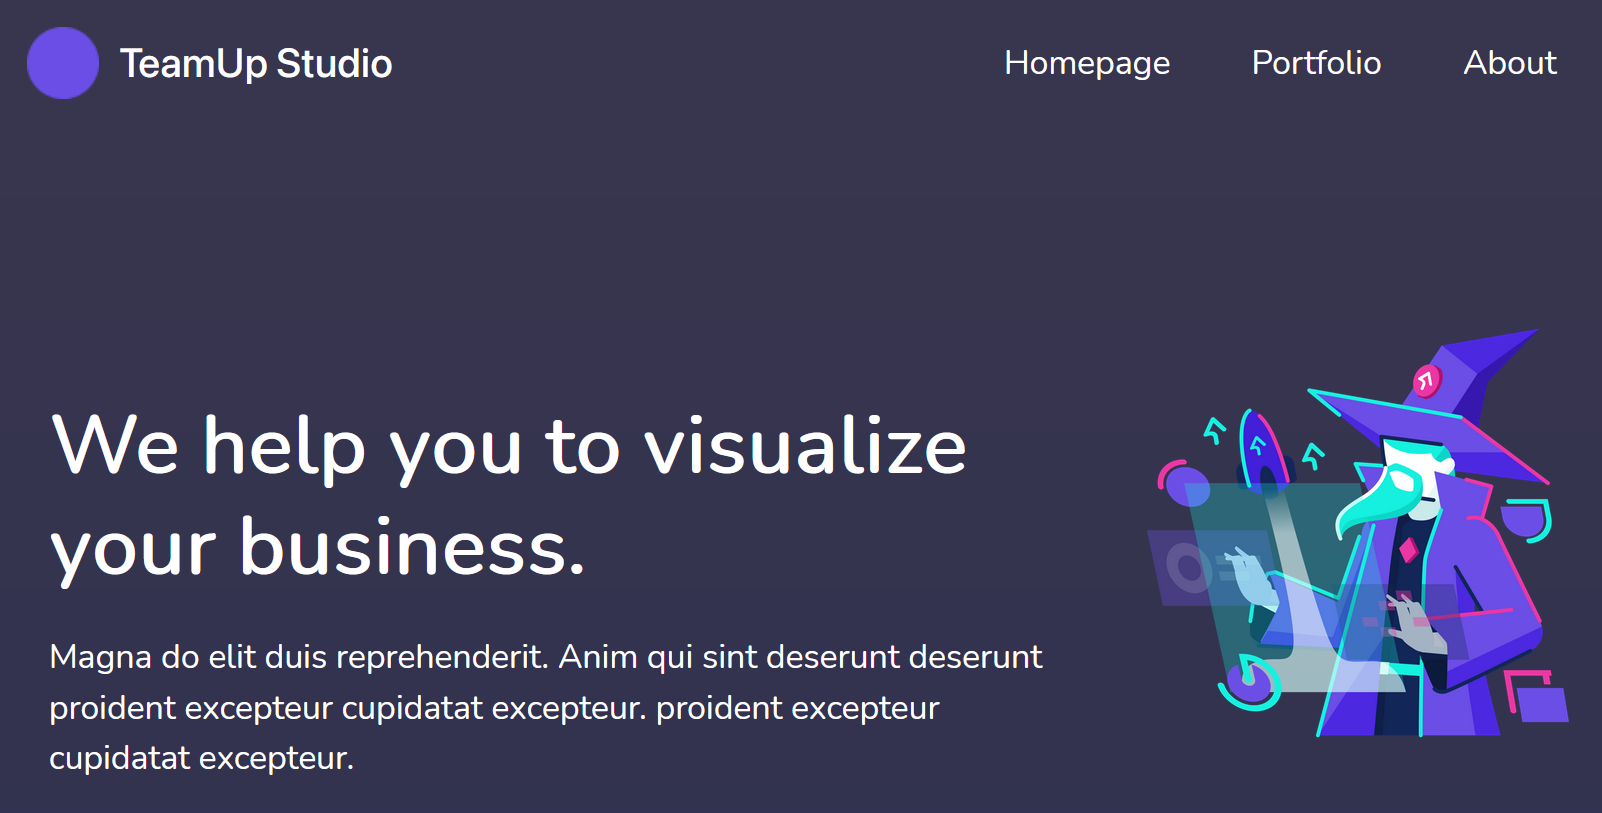 TeamUp Studio
Homepage Portfolio About
We help you to visualize
your business.
Magna do elit duis reprehenderit. Anim qui sint deserunt deserunt
proident excepteur cupidatat excepteur. proident excepteur
cupidatat excepteur.